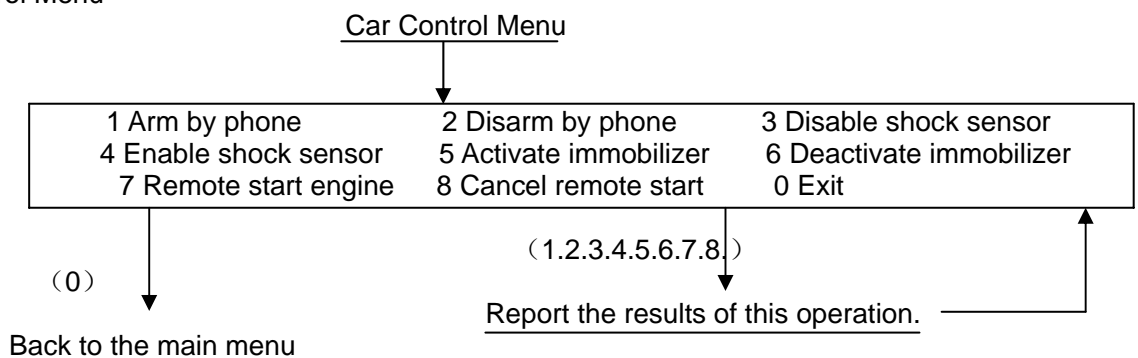 Menu
Car Control Menu
1 Arm by phone 2 Disarm by phone 3 Disable shock sensor
4 Enable shock sensor 5 Activate immobilizer 6 Deactivate immobilizer
7 Remote start engine 8 Cancel remote start 0 Exit
（1.2.3.4.5.6.7.8.）
（0）
Report the results of this operation.
Back to the main menu